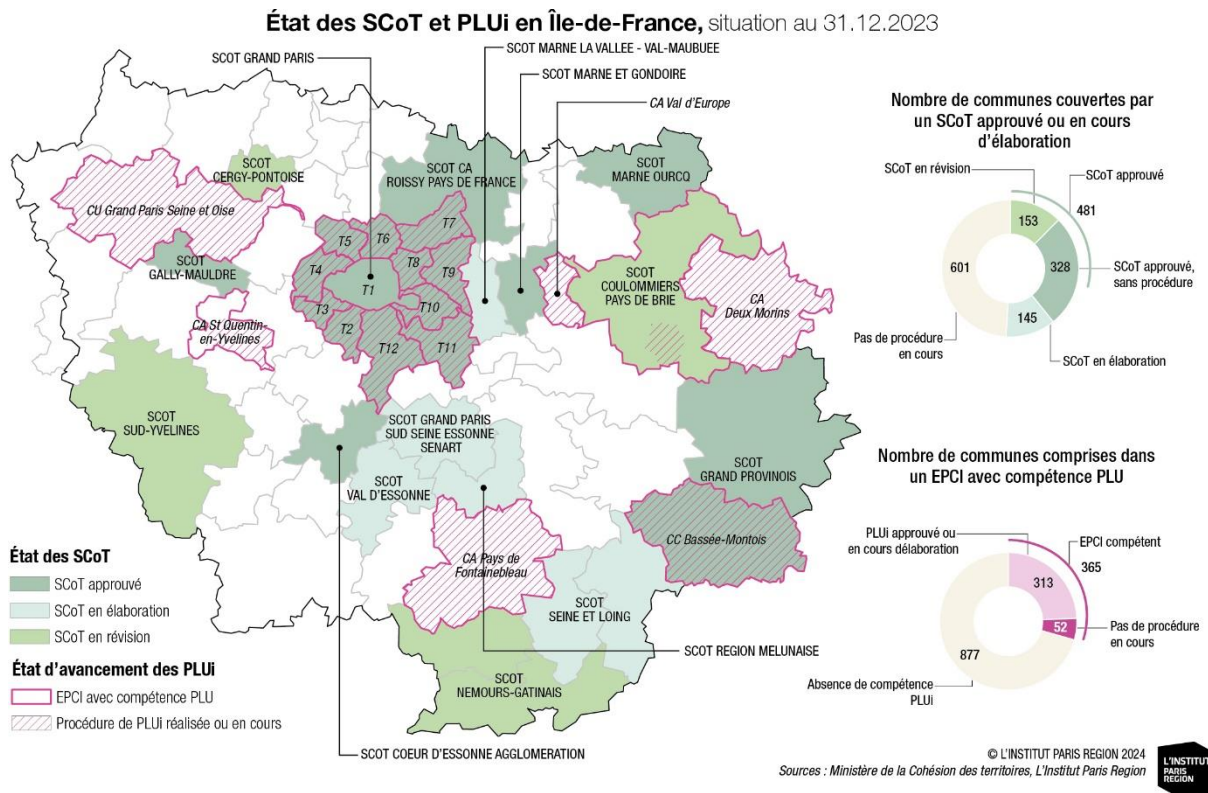 État des SCoT et PLUi en Île-de-France, situation au 31.12.2023
SCOT GRAND PARIS
SCOT MARNE LA VALLEE - VAL-MAUBUEE
SCOT MARNE ET GONDOIRE
CA Val d'Europe
SCOT
CERGY-PONTOISE
SCOT CA
ROISSY PAYS DE FRANCE
SCOT
MARNE OURCQ
CU Grand Paris Seine et Oise
SCOT
GALLY-MAULDRE
T5
T6
T7
T4
T8
T9
T1
T3
T10
T2
T12
T11
SCOT
COULOMMIERS
PAYS DE BRIE
CA
Deux Morins
CA St Quentin-
en-Yvelines
SCOT
SUD-YVELINES
SCOT GRAND PARIS
SUD SEINE ESSONNE
SENART
SCOT
VAL D'ESSONNE
SCOT
GRAND PROVINOIS
CC Bassée-Montois
CA Pays de
Fontainebleau
SCOT
SEINE ET LOING
SCOT REGION MELUNAISE
SCOT
NEMOURS-GATINAIS
SCOT COEUR D'ESSONNE AGGLOMERATION
État des SCoT
SCoT approuvé
SCoT en élaboration
SCoT en révision
État d'avancement des PLUi
EPCI avec compétence PLU
Procédure de PLUi réalisée ou en cours
Nombre de communes couvertes par
un SCoT approuvé ou en cours
d'élaboration
SCoT en révision
SCoT approuvé
481
153
601
328
SCoT approuvé,
sans procédure
145
Pas de procédure
en cours
SCoT en élaboration
Nombre de communes comprises dans
un EPCI avec compétence PLU
PLUi approuvé ou
en cours délaboration
EPCI compétent
365
313
52
Pas de procédure
en cours
877
Absence de compétence
PLUi
© L'INSTITUT PARIS REGION 2024
Sources : Ministère de la Cohésion des territoires, L'Institut Paris Region
L'INSTITUT
PARIS
REGION